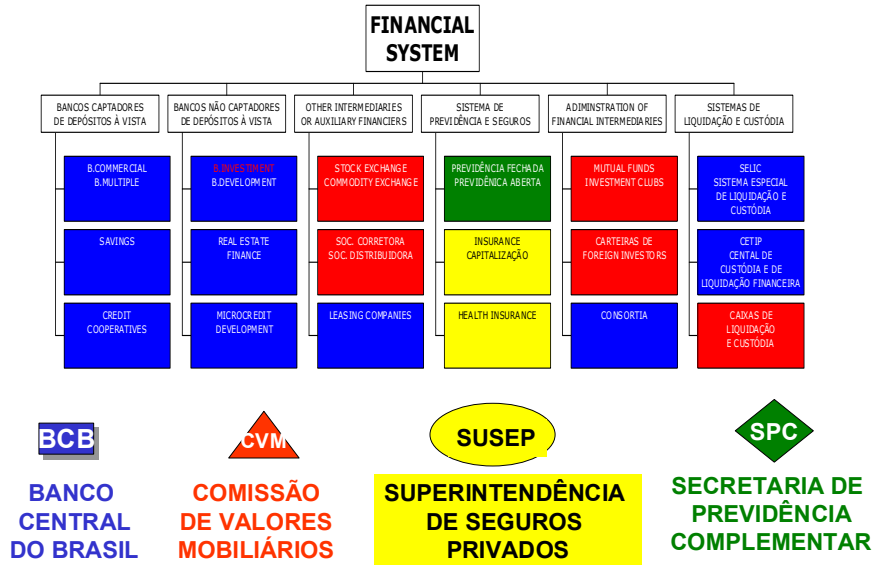 FINANCIAL
SYSTEM
BANCOS CAPTADORES
DE DEPÓSITOS À VISTA
BANCOS NÃO CAPTADORES
DE DEPÓSITOS À VISTA
OTHER INTERMEDIARIES
OR AUXILIARY FINANCIERS
SISTEMA DE
PREVIDÊNCIA E SEGUROS
ADIMINSTRATION OF
FINANCIAL INTERMEDIARIES
SISTEMAS DE
LIQUIDAÇÃO E CUSTÓDIA
B.COMMERCIAL
B.MULTIPLE
B.INVESTIMENT
B.DEVELOPMENT
STOCK EXCHANGE
COMMODITY EXCHANGE
PREVIDÊNCIA FECHADA
PREVIDÊNICA ABERTA
MUTUAL FUNDS
INVESTMENT CLUBS
SELIC
SISTEMA ESPECIAL
DE LIQUIDAÇÃO E
CUSTÓDIA
SAVINGS
REAL ESTATE
FINANCE
SOC. CORRETORA
SOC. DISTRIBUIDORA
INSURANCE
CAPITALIZAÇÃO
CARTEIRAS DE
FOREIGN INVESTORS
CETIP
CENTAL DE
CUSTÓDIA E DE
LIQUIDAÇÃO FINANCEIRA
CREDIT
COOPERATIVES
MICROCREDIT
DEVELOPMENT
LEASING COMPANIES
HEALTH INSURANCE
CONSORTIA
CAIXAS DE
LIQUIDAÇÃO
E CUSTÓDIA
BCB
BANCO
CENTRAL
DO BRASIL
CVM
COMISSÃO
DE VALORES
MOBILIÁRIOS
SUSEP
SUPERINTENDÊNCIA
DE SEGUROS
PRIVADOS
SPC
SECRETARIA DE
PREVIDÊNCIA
COMPLEMENTAR